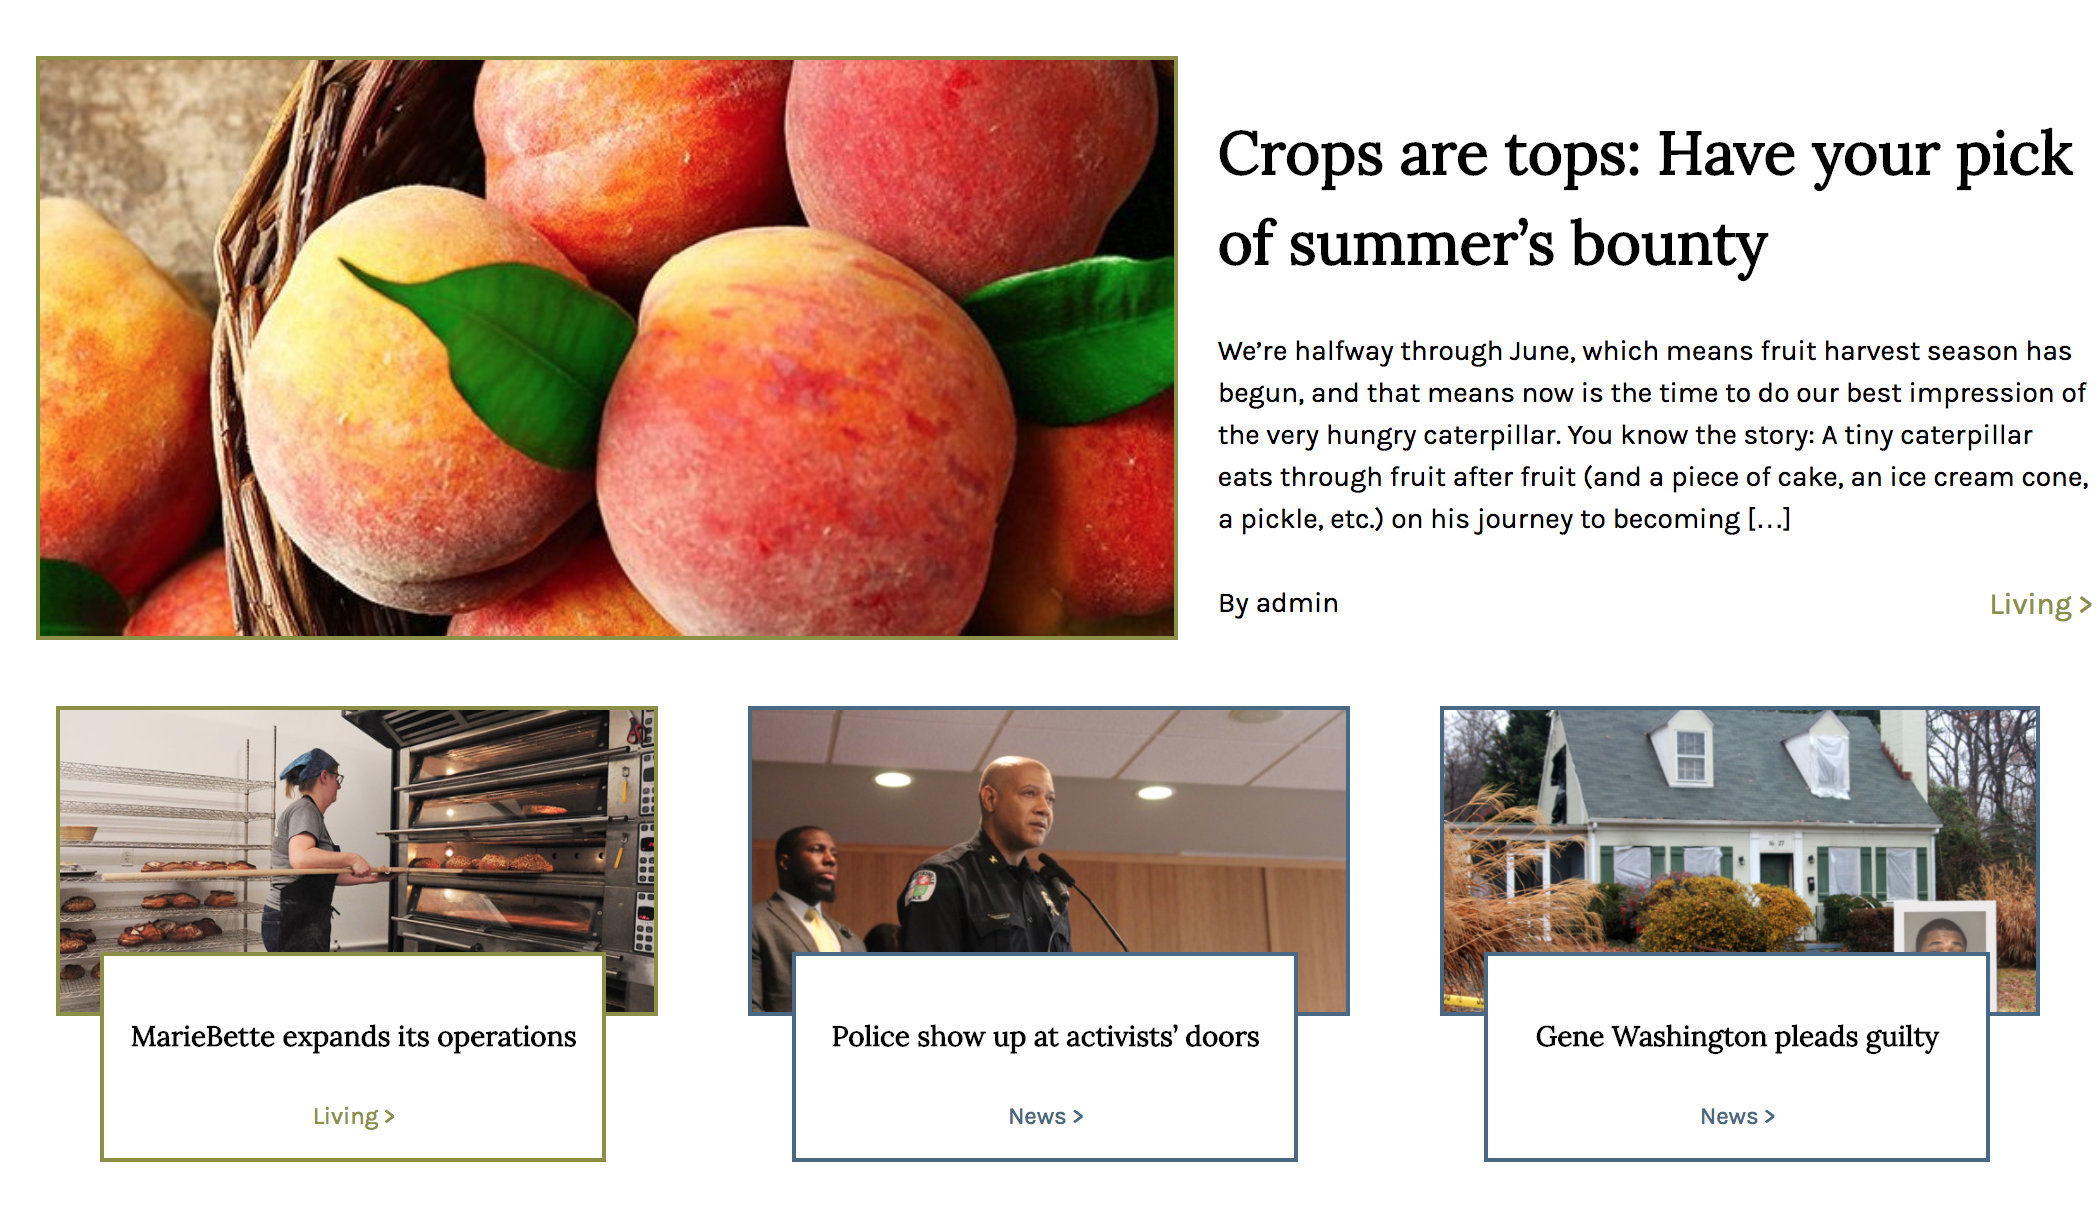 Crops are tops: Have your pick
of summer’s bounty
We’re halfway through June, which means fruit harvest season has
begun, and that means now is the time to do our best impression of
the very hungry caterpillar. You know the story: A tiny caterpillar
eats through fruit after fruit (and a piece of cake, an ice cream cone,
a pickle, etc.) on his journey to becoming […]
By admin
Living >
MarieBette expands its operations
Living >
Police show up at activists’ doors
News >
Gene Washington pleads guilty
News >